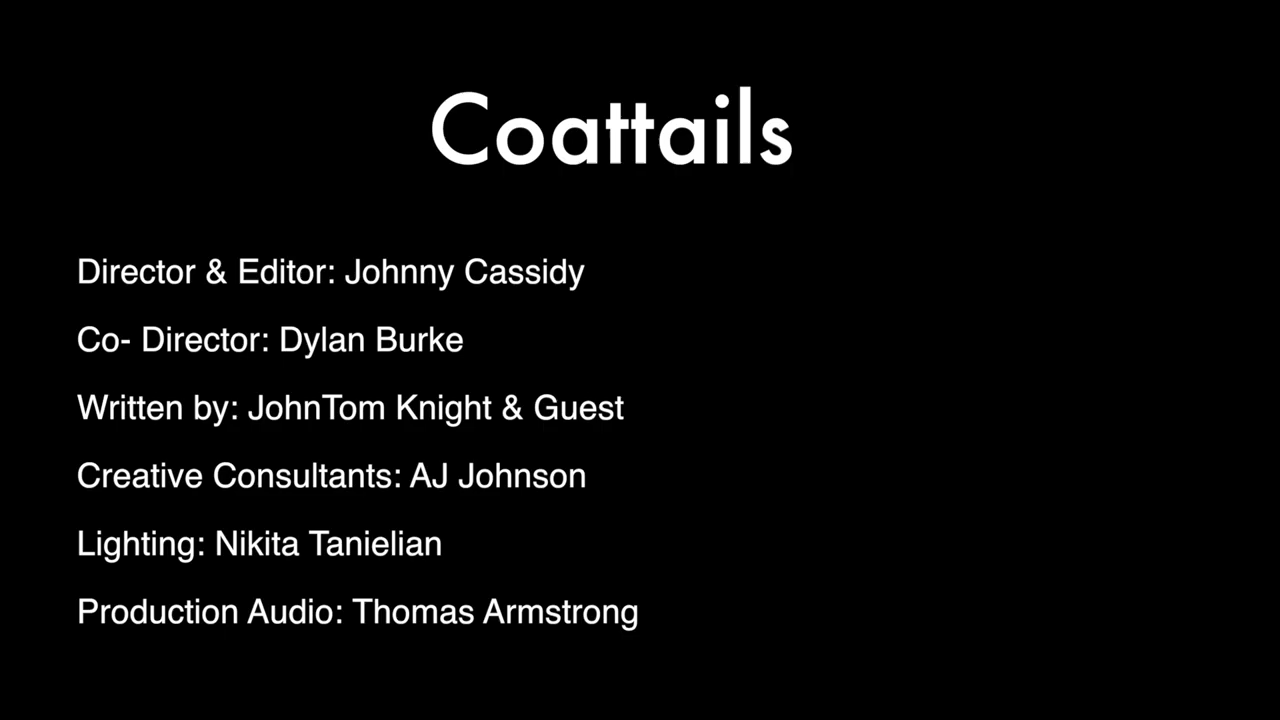 Coattails
Director & Editor: Johnny Cassidy
Co- Director: Dylan Burke
Written by: JohnTom Knight & Guest
Creative Consultants: AJ Johnson
Lighting: Nikita Tanielian
Production Audio: Thomas Armstrong